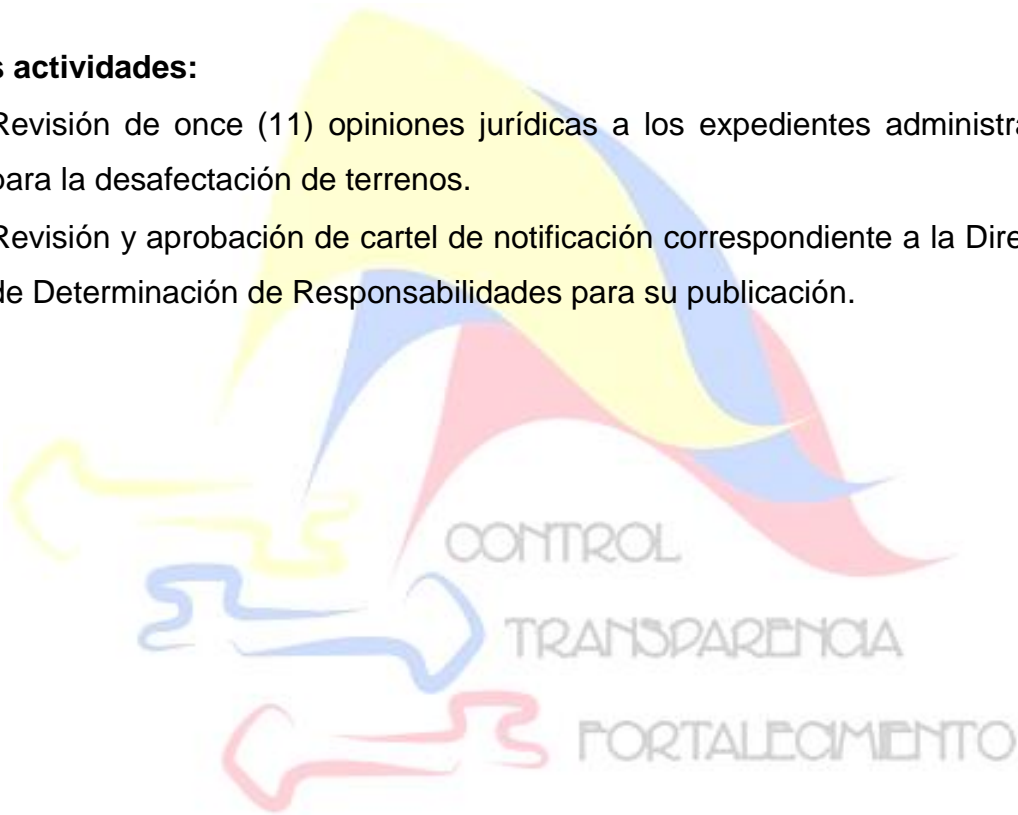 s actividades:
Revisión de once (11) opiniones jurídicas a los expedientes administra
para la desafectación de terrenos.
Revisión y aprobación de cartel de notificación correspondiente a la Dire
de Determinación de Responsabilidades para su publicación.
CONTROL
TRANSPARENCIA
FORTALECIMIENTO